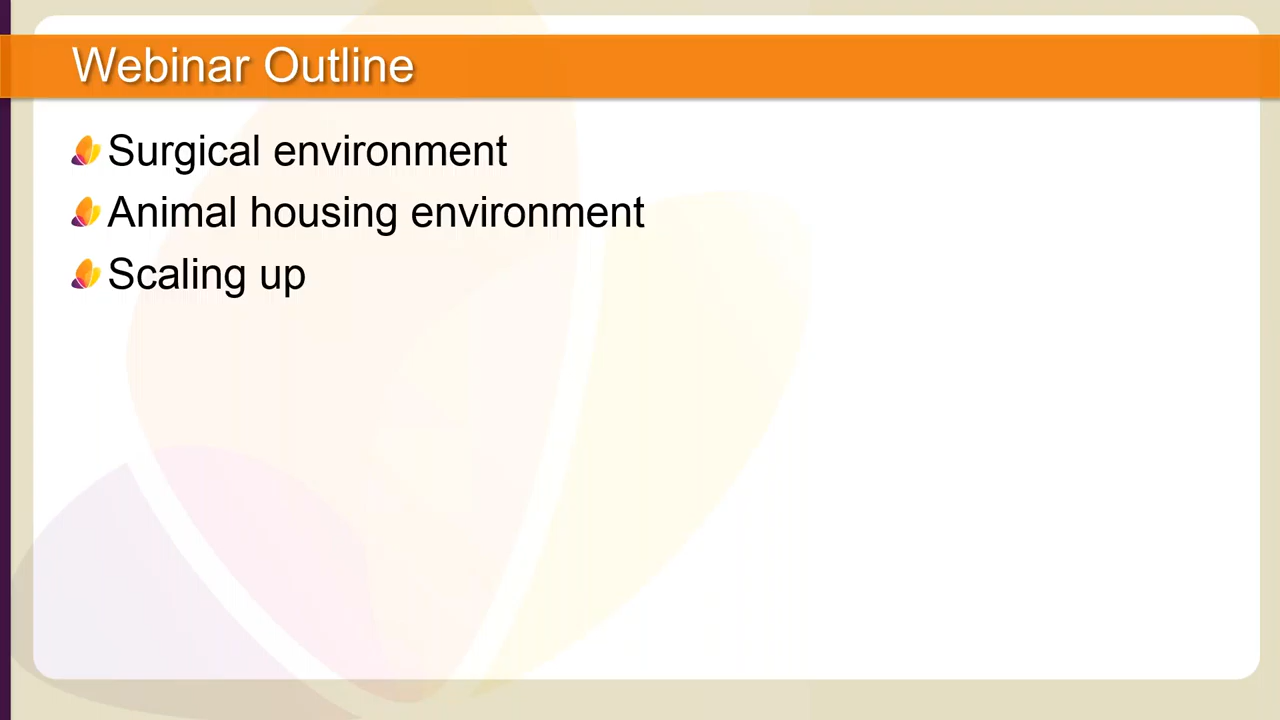 Webinar Outline
Surgical environment
Animal housing environment
Scaling up